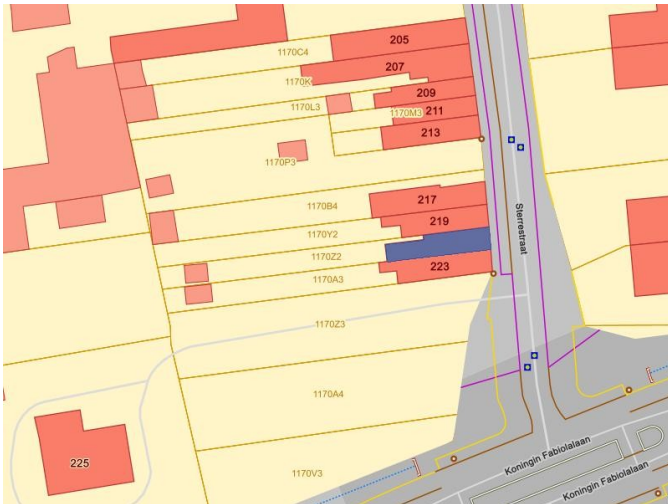 205
1170C4
207
1170K
209
1170L3
211
1170M3
213
1170P3
217
1170B4
219
Sterrestraat
1170Y2
1170Z2
223
1170A3
1170Z3
1170A4
225
1170V3
Koningin Fabiolalaan
Koningin Fabiolalaan